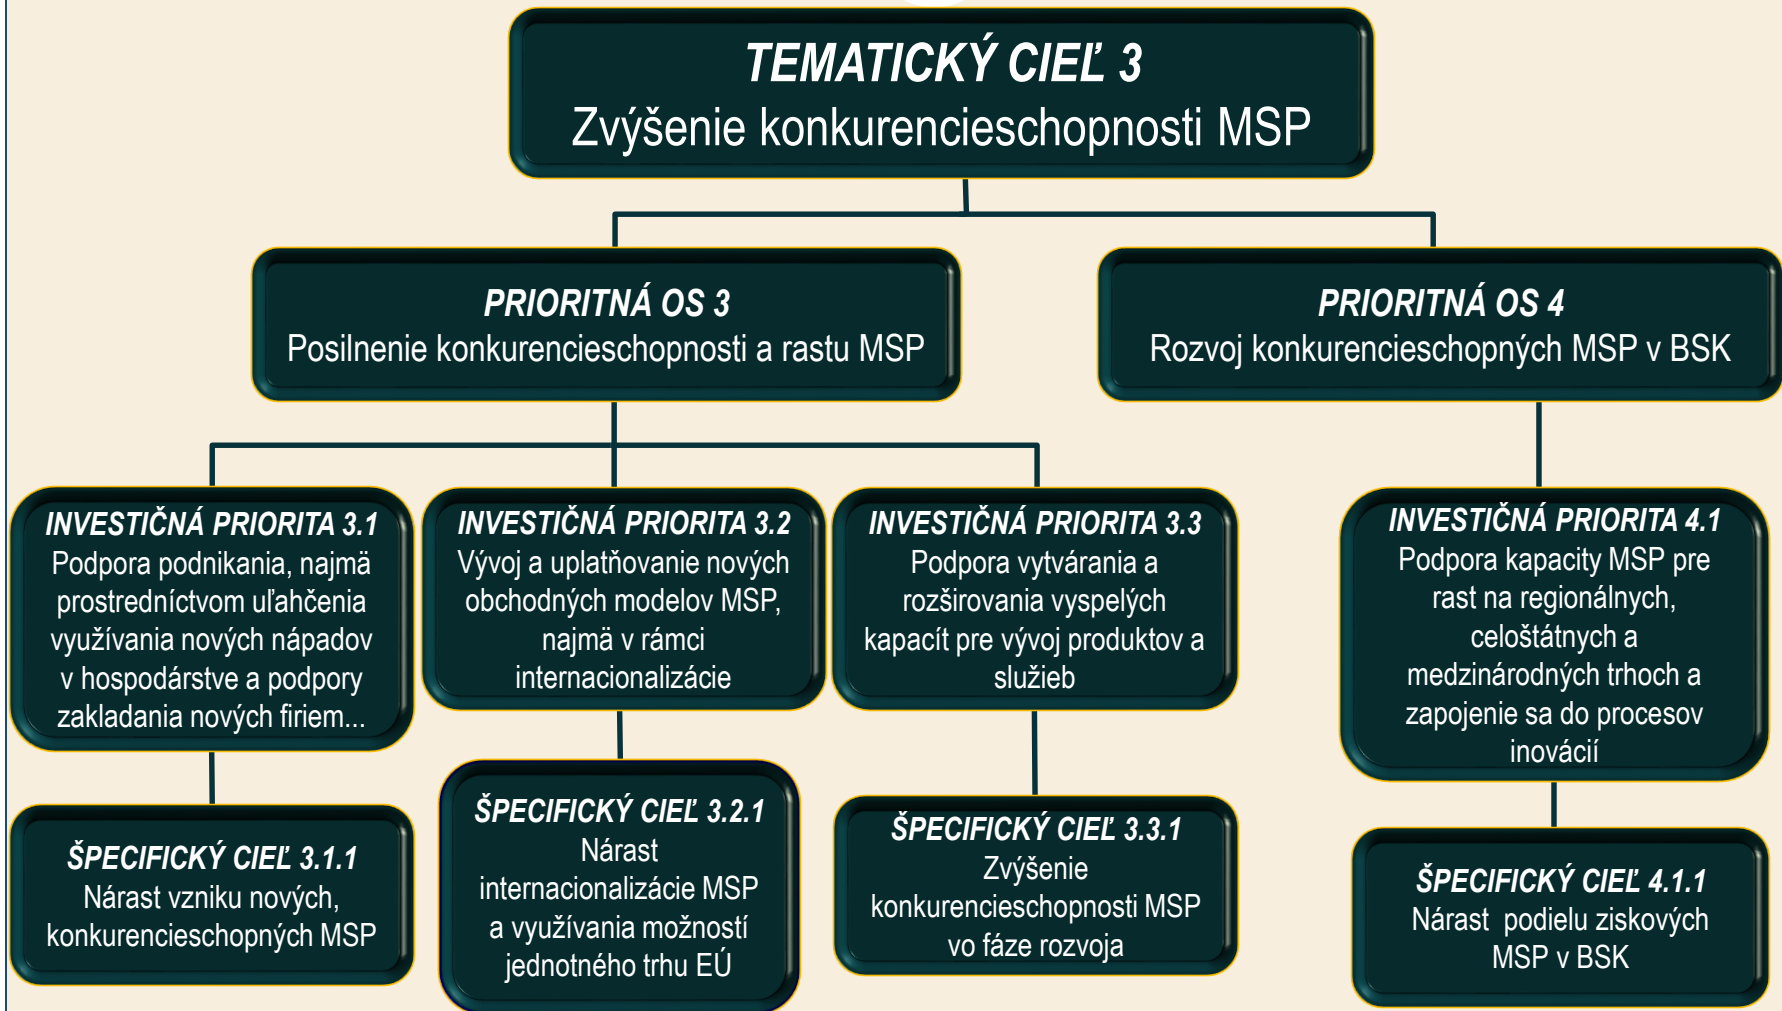 TEMATICKÝ CIEĽ 3
Zvýšenie konkurencieschopnosti MSP
PRIORITNÁ OS 3
Posilnenie konkurencieschopnosti a rastu MSP
PRIORITNÁ OS 4
Rozvoj konkurencieschopných MSP v BSK
INVESTIČNÁ PRIORITA 3.1
Podpora podnikania, najmä
prostredníctvom uľahčenia
využívania nových nápadov
v hospodárstve a podpory
zakladania nových firiem...
INVESTIČNÁ PRIORITA 3.2
Vývoj a uplatňovanie nových
obchodných modelov MSP,
najmä v rámci
internacionalizácie
INVESTIČNÁ PRIORITA 3.3
Podpora vytvárania a
rozširovania vyspelých
kapacít pre vývoj produktov a
služieb
INVESTIČNÁ PRIORITA 4.1
Podpora kapacity MSP pre
rast na regionálnych,
celoštátnych a
medzinárodných trhoch a
zapojenie sa do procesov
inovácií
ŠPECIFICKÝ CIEĽ 3.1.1
Nárast vzniku nových,
konkurencieschopných MSP
ŠPECIFICKÝ CIEĽ 3.2.1
Nárast
internacionalizácie MSP
a využívania možností
jednotného trhu EÚ
ŠPECIFICKÝ CIEĽ 3.3.1
Zvýšenie
konkurencieschopnosti MSP
vo fáze rozvoja
ŠPECIFICKÝ CIEĽ 4.1.1
Nárast  podielu ziskových
MSP v BSK